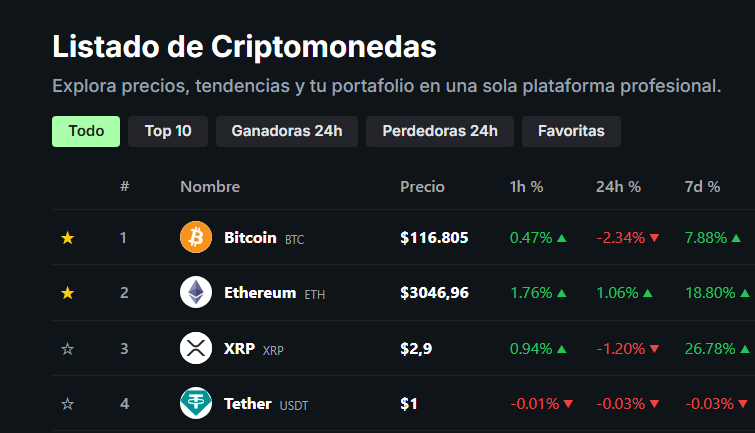 Listado de Criptomonedas
Explora precios, tendencias y tu portafolio en una sola plataforma profesional.
Todo Top 10 Ganadoras 24h Perdedoras 24h Favoritas
# Nombre Precio 1h % 24h % 7d %
★ 1 Bitcoin BTC $116.805 0.47% ▲ -2.34% ▼ 7.88% ▲
★ 2 Ethereum ETH $3046,96 1.76% ▲ 1.06% ▲ 18.80% ▲
☆ 3 XRP XRP $2,9 0.94% ▲ -1.20% ▼ 26.78% ▲
☆ 4 Tether USDT $1 -0.01% ▼ -0.03% ▼ -0.03% ▼